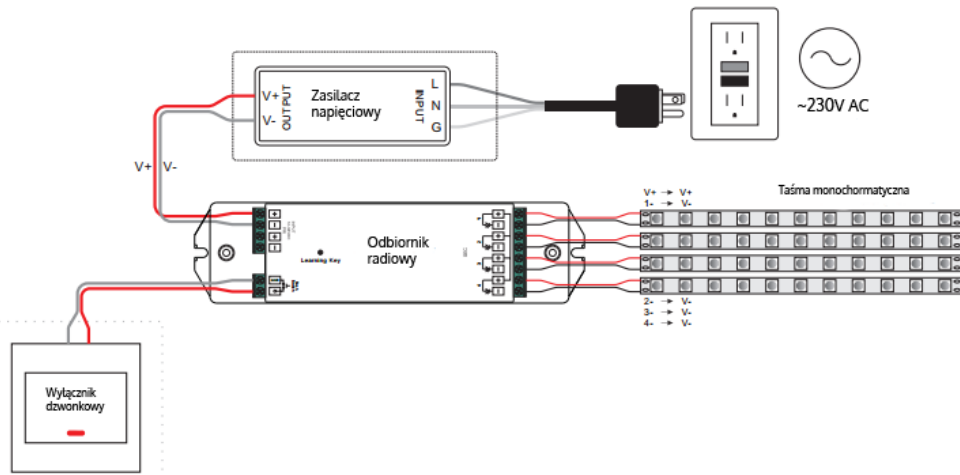 ~230V AC
Zasilacz
napięciowy
V+
V-
OUTPUT
INPUT
L
N
G
V+
V-
Odbiornik
radiowy
Learning Key
Taśma monochormatyczna
V+ → V+
1- → V-
2- → V-
3- → V-
4- → V-
Wyłącznik
dzwonkowy